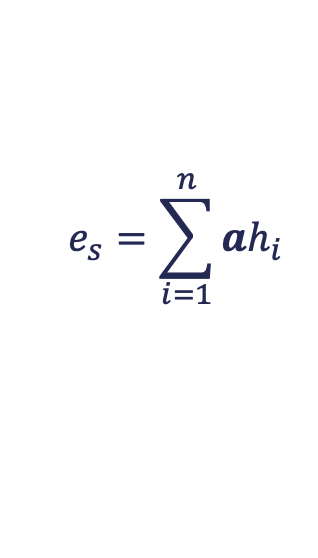 e_s = \sum_{i=1}^{n} \boldsymbol{a}h_i